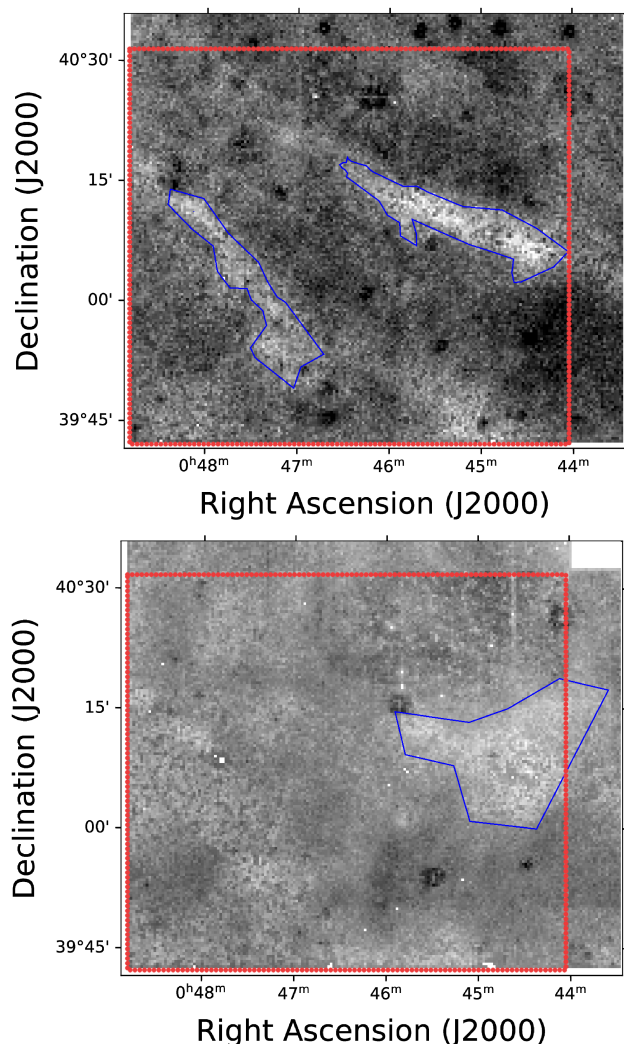 40°30'
15'
00'
39°45'
Declination (J2000)
0ʰ48ᵐ 47ᵐ 46ᵐ 45ᵐ 44ᵐ
Right Ascension (J2000)
40°30'
15'
00'
39°45'
Declination (J2000)
0ʰ48ᵐ 47ᵐ 46ᵐ 45ᵐ 44ᵐ
Right Ascension (J2000)